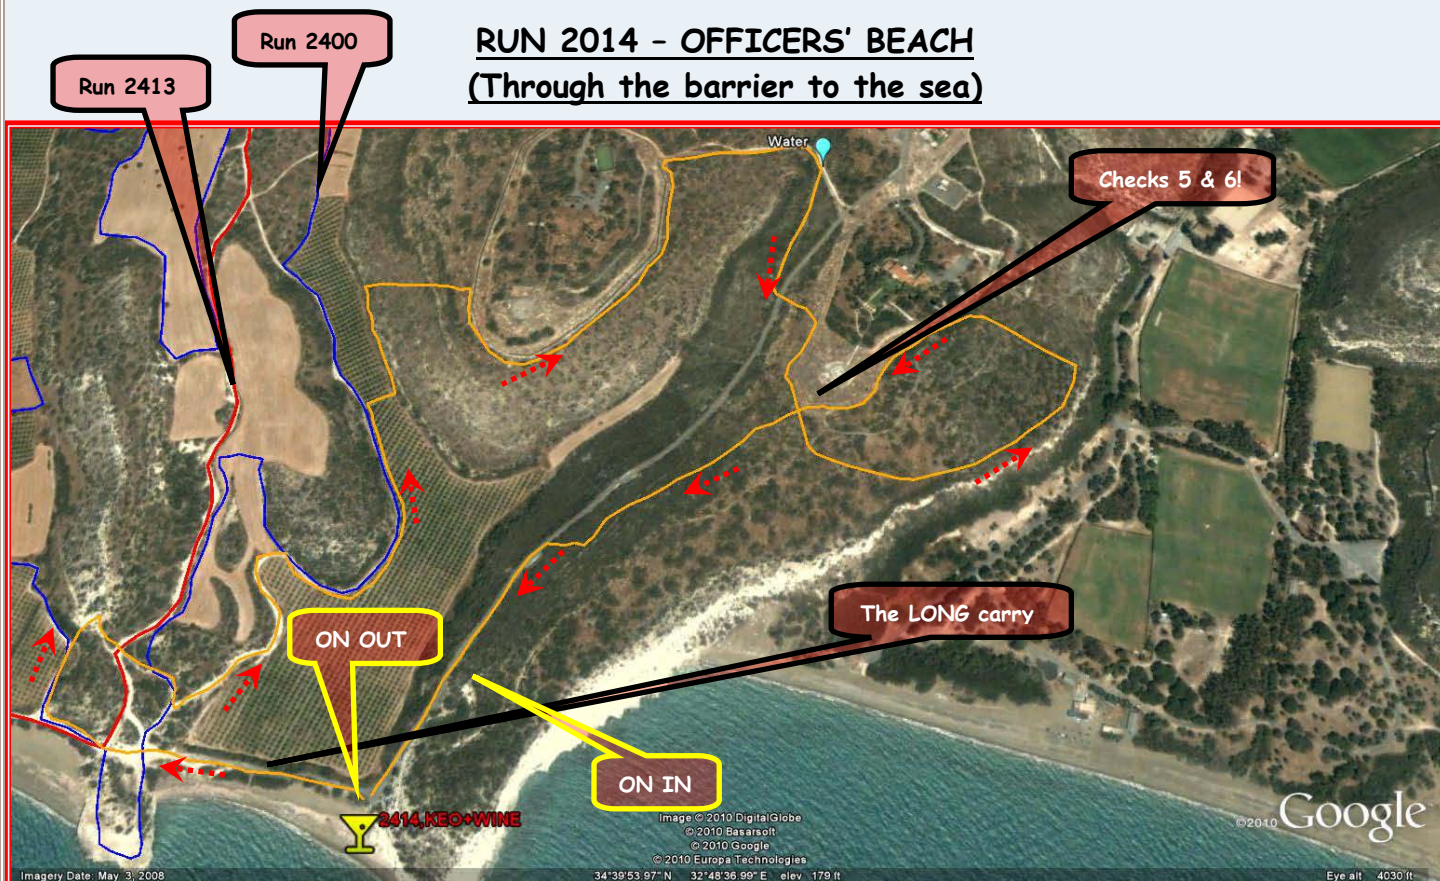 RUN 2014 – OFFICERS’ BEACH
(Through the barrier to the sea)
Run 2400
Run 2413
Water
Checks 5 & 6!
The LONG carry
ON OUT
ON IN
2414,KEO+WINE
Image © 2010 DigitalGlobe
© 2010 Basarsoft
© 2010 Google
© 2010 Europa Technologies
©2010 Google
Imagery Date: May 3, 2008
34°39'53.97" N 32°48'36.99" E elev 179 ft
Eye alt 4030 ft